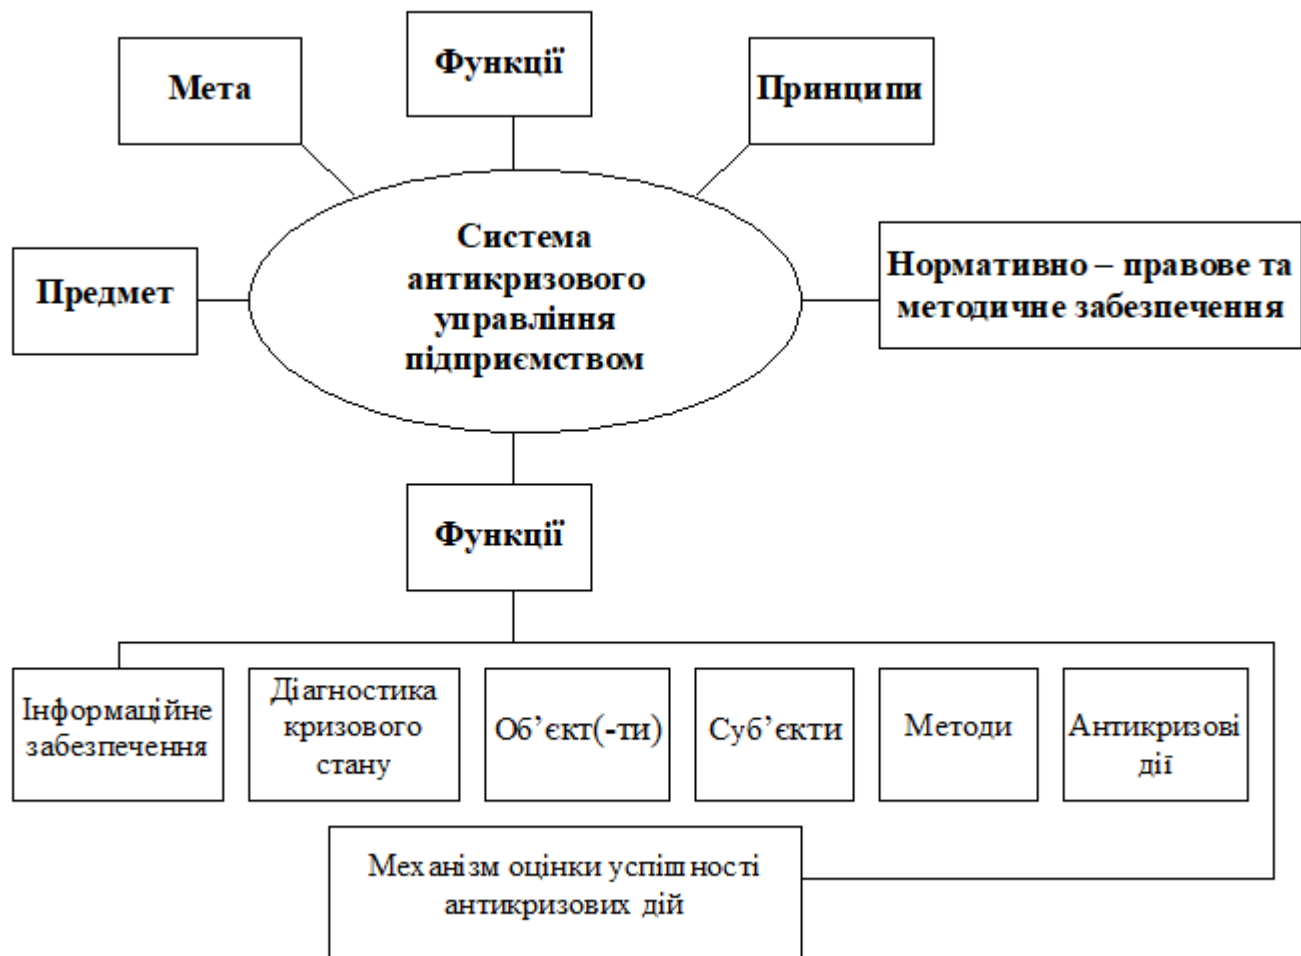 Функції
Мета
Принципи
Система
антикризового
управління
підприємством
Предмет
Нормативно – правове та
методичне забезпечення
Функції
Інформаційне
забезпечення
Діагностика
кризового
стану
Об’єкт(-ти)
Суб’єкти
Методи
Антикризові
дії
Механізм оцінки успішності
антикризових дій